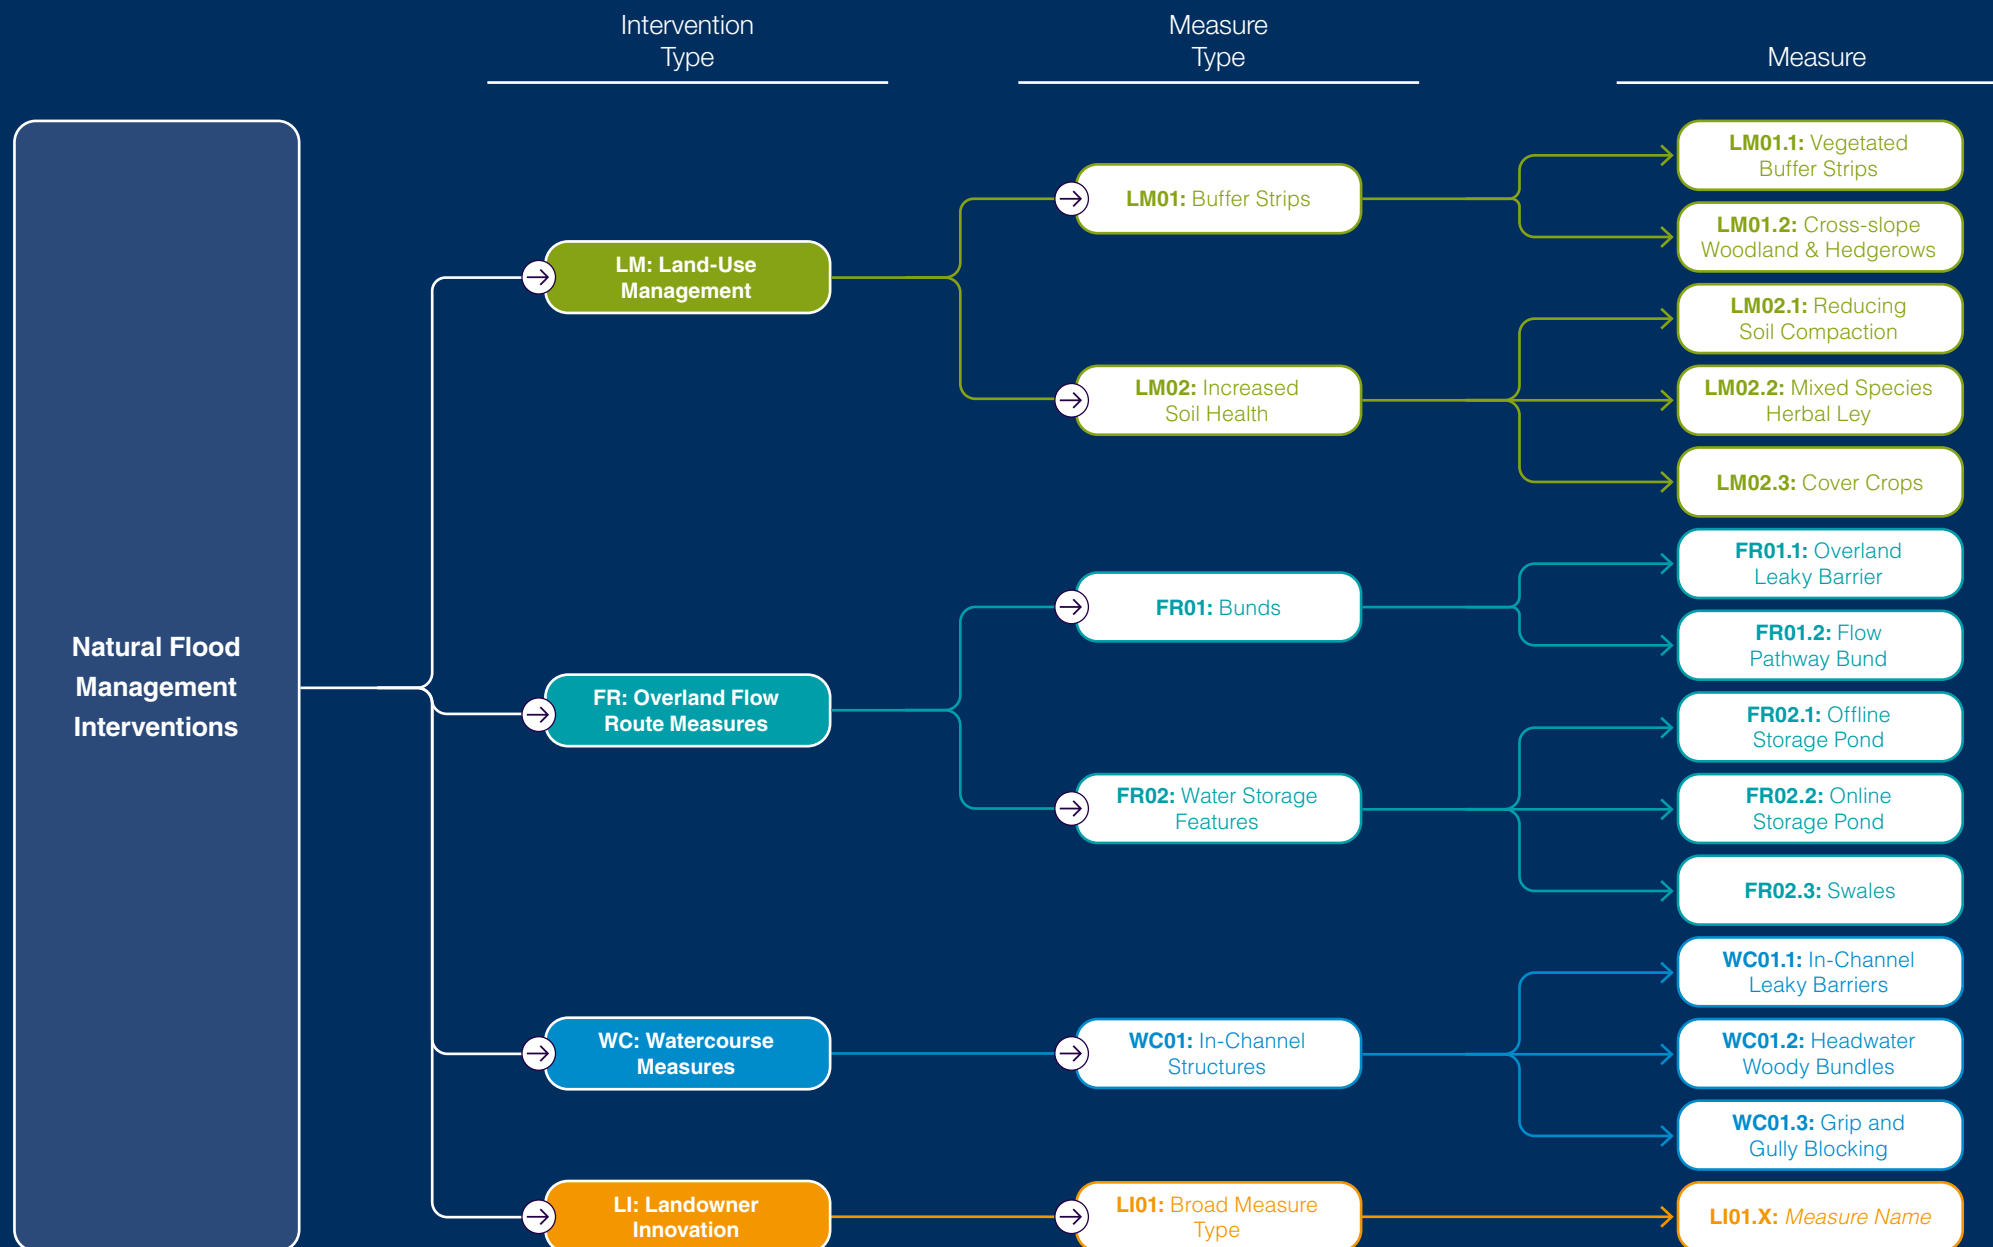 Intervention
Type
Measure
Type
Measure
Natural Flood
Management
Interventions
LM: Land-Use
Management
LM01: Buffer Strips
LM01.1: Vegetated
Buffer Strips
LM01.2: Cross-slope
Woodland & Hedgerows
LM02: Increased
Soil Health
LM02.1: Reducing
Soil Compaction
LM02.2: Mixed Species
Herbal Ley
LM02.3: Cover Crops
FR: Overland Flow
Route Measures
FR01: Bunds
FR01.1: Overland
Leaky Barrier
FR01.2: Flow
Pathway Bund
FR02: Water Storage
Features
FR02.1: Offline
Storage Pond
FR02.2: Online
Storage Pond
FR02.3: Swales
WC: Watercourse
Measures
WC01: In-Channel
Structures
WC01.1: In-Channel
Leaky Barriers
WC01.2: Headwater
Woody Bundles
WC01.3: Grip and
Gully Blocking
LI: Landowner
Innovation
LI01: Broad Measure
Type
LI01.X: Measure Name